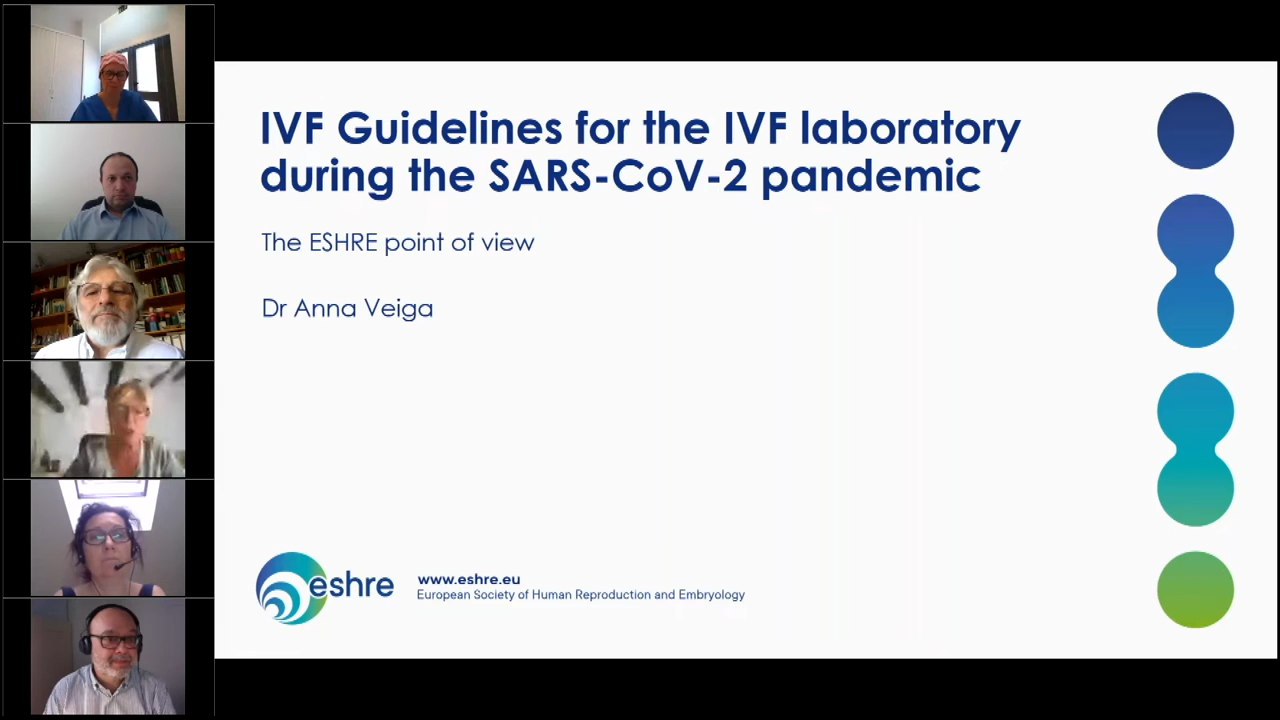 IVF Guidelines for the IVF laboratory
during the SARS-CoV-2 pandemic
The ESHRE point of view
Dr Anna Veiga
eshre
www.eshre.eu
European Society of Human Reproduction and Embryology